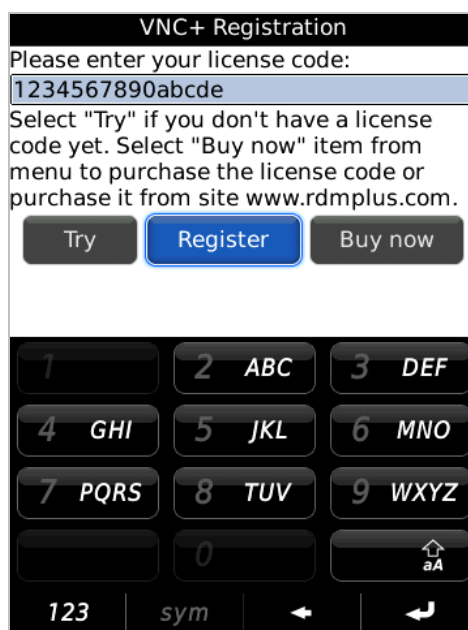 VNC+ Registration
Please enter your license code:
1234567890abcde
Select "Try" if you don't have a license
code yet. Select "Buy now" item from
menu to purchase the license code or
purchase it from site www.rdmplus.com.
Try Register Buy now
1 2 ABC 3 DEF
4 GHI 5 JKL 6 MNO
7 PQRS 8 TUV 9 WXYZ
0 aA
123 sym